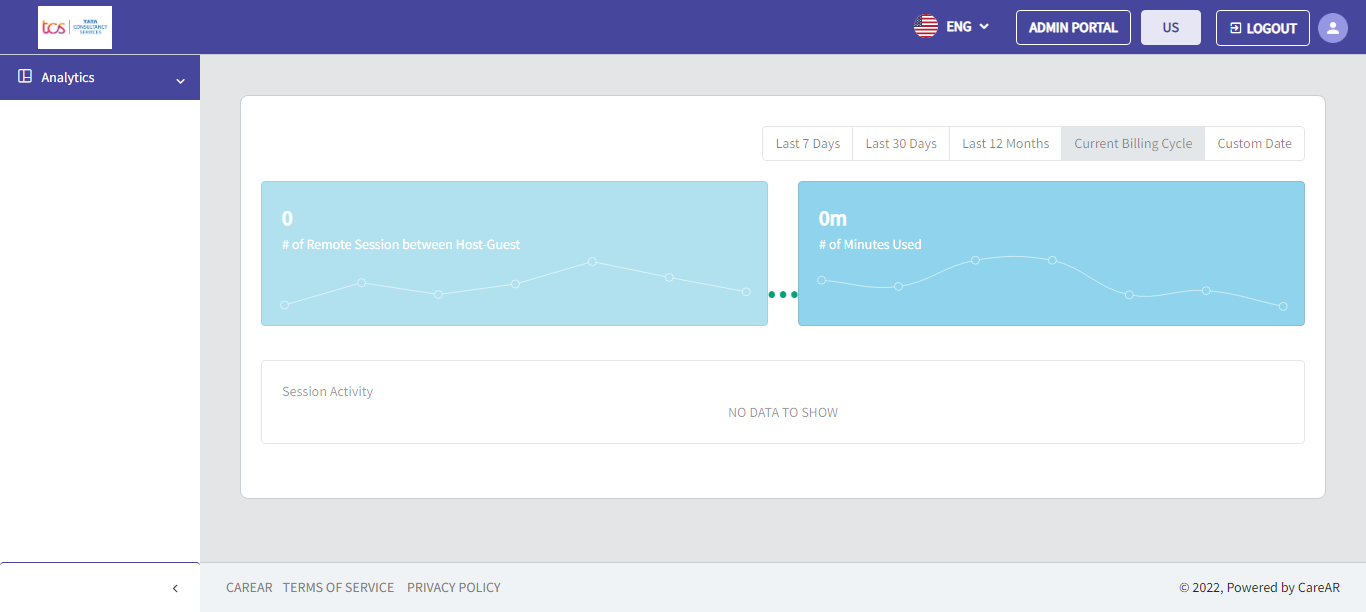 tcs TATA CONSULTANCY SERVICES
ENG
ADMIN PORTAL
US
LOGOUT
Analytics
Last 7 Days
Last 30 Days
Last 12 Months
Current Billing Cycle
Custom Date
0
# of Remote Session between Host-Guest
0m
# of Minutes Used
Session Activity
NO DATA TO SHOW
CAREAR TERMS OF SERVICE PRIVACY POLICY
© 2022, Powered by CareAR